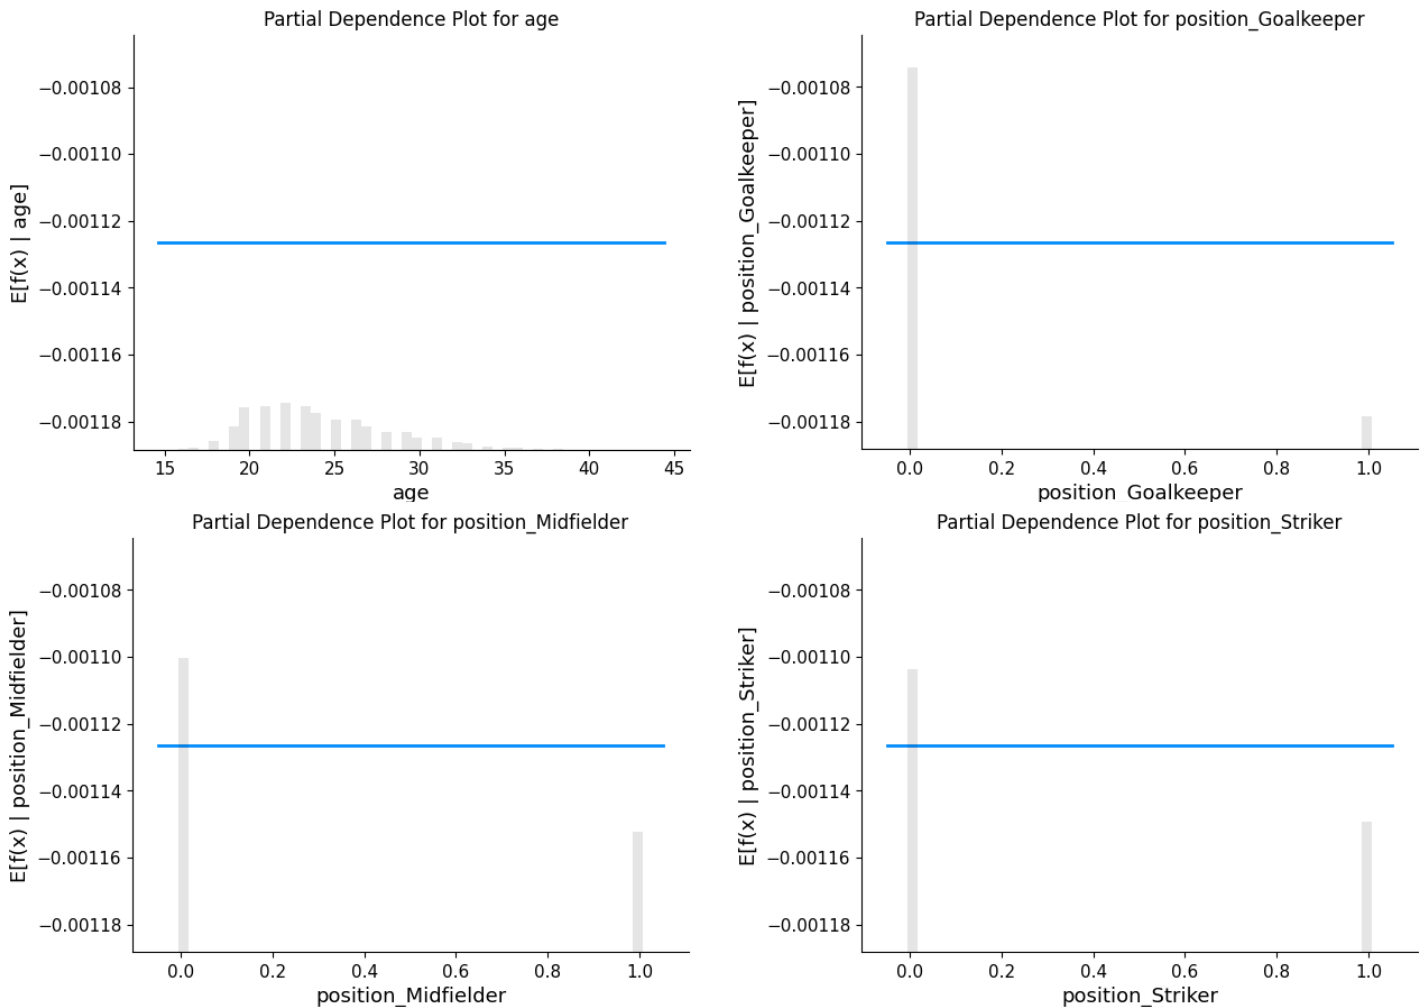 Partial Dependence Plot for age
E[f(x) | age]
−0.00108
−0.00110
−0.00112
−0.00114
−0.00116
−0.00118
15 20 25 30 35 40 45
age
Partial Dependence Plot for position_Goalkeeper
E[f(x) | position_Goalkeeper]
−0.00108
−0.00110
−0.00112
−0.00114
−0.00116
−0.00118
0.0 0.2 0.4 0.6 0.8 1.0
position_Goalkeeper
Partial Dependence Plot for position_Midfielder
E[f(x) | position_Midfielder]
−0.00108
−0.00110
−0.00112
−0.00114
−0.00116
−0.00118
0.0 0.2 0.4 0.6 0.8 1.0
position_Midfielder
Partial Dependence Plot for position_Striker
E[f(x) | position_Striker]
−0.00108
−0.00110
−0.00112
−0.00114
−0.00116
−0.00118
0.0 0.2 0.4 0.6 0.8 1.0
position_Striker